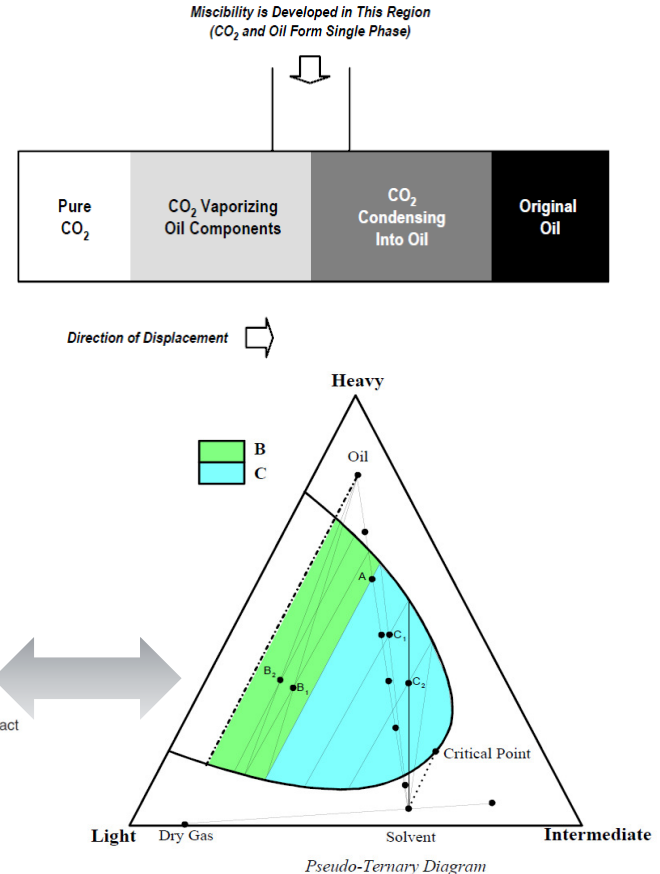 Miscibility is Developed in This Region
(CO₂ and Oil Form Single Phase)
Pure
CO₂
CO₂ Vaporizing
Oil Components
CO₂
Condensing
Into Oil
Original
Oil
Direction of Displacement
Heavy
B
C
Oil
A
C₁
B₂
B₁
C₂
act
Critical Point
Light
Dry Gas
Solvent
Intermediate
Pseudo-Ternary Diagram